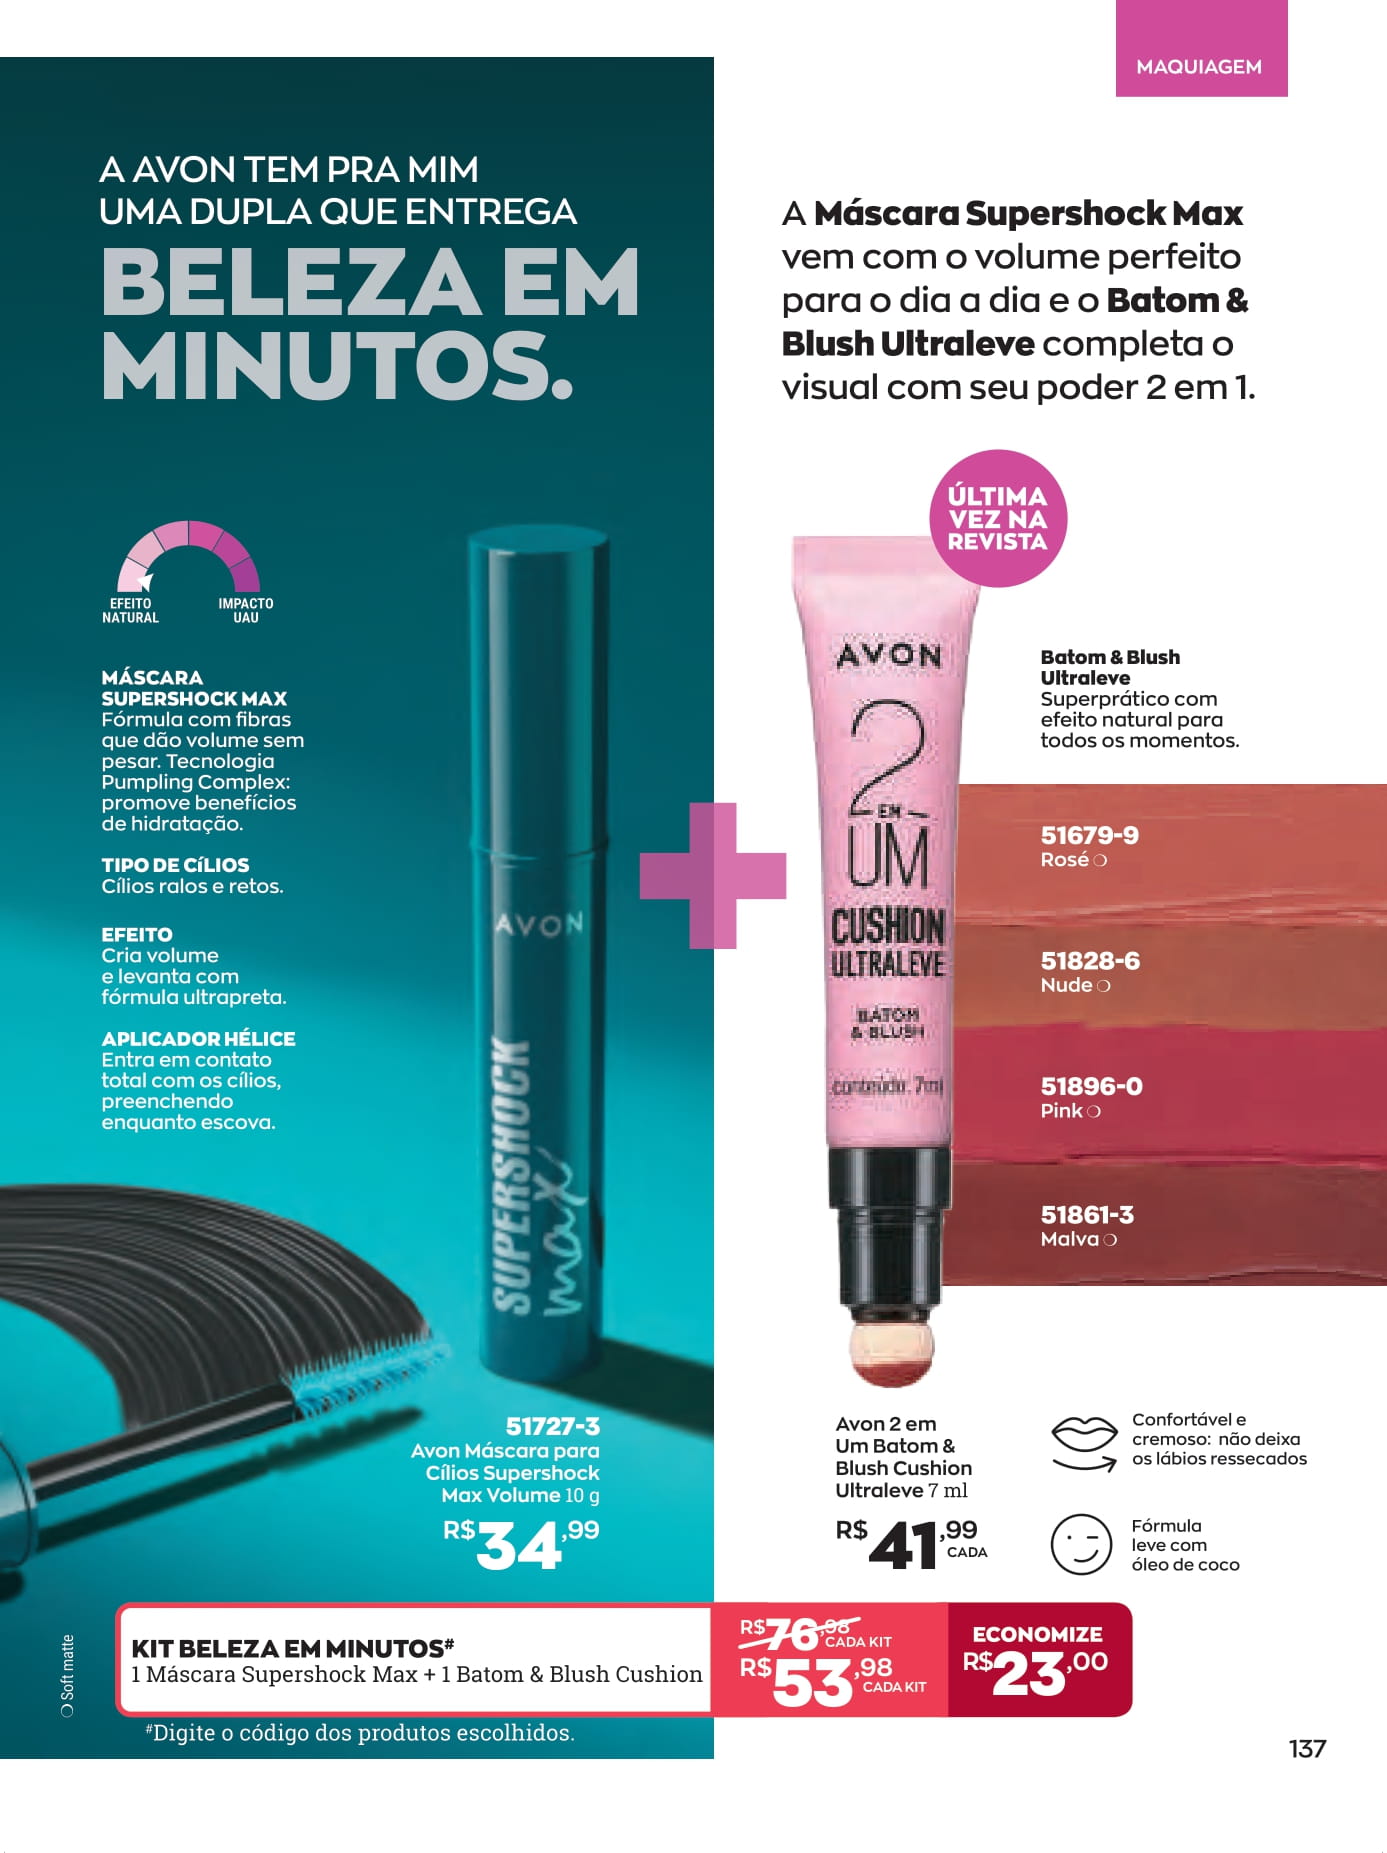 MAQUIAGEM
A AVON TEM PRA MIM
UMA DUPLA QUE ENTREGA
BELEZA EM
MINUTOS.
A Máscara Supershock Max
vem com o volume perfeito
para o dia a dia e o Batom &
Blush Ultraleve completa o
visual com seu poder 2 em 1.
ÚLTIMA
VEZ NA
REVISTA
EFEITO
NATURAL
IMPACTO
UAU
MÁSCARA
SUPERSHOCK MAX
Fórmula com fibras
que dão volume sem
pesar. Tecnologia
Pumpling Complex:
promove benefícios
de hidratação.
TIPO DE CíLIOS
Cílios ralos e retos.
EFEITO
Cria volume
e levanta com
fórmula ultrapreta.
APLICADOR HÉLICE
Entra em contato
total com os cílios,
preenchendo
enquanto escova.
AVON
SUPERSHOCK
max
AVON
2
EM
UM
CUSHION
ULTRALEVE
BATOM
& BLUSH
conteúdo. 7ml
Batom & Blush
Ultraleve
Superprático com
efeito natural para
todos os momentos.
51679-9
Rosé ❍
51828-6
Nude ❍
51896-0
Pink ❍
51861-3
Malva ❍
51727-3
Avon Máscara para
Cílios Supershock
Max Volume 10 g
R$34,99
Avon 2 em
Um Batom &
Blush Cushion
Ultraleve 7 ml
R$41,99
CADA
Confortável e
cremoso: não deixa
os lábios ressecados
Fórmula
leve com
óleo de coco
KIT BELEZA EM MINUTOS#
1 Máscara Supershock Max + 1 Batom & Blush Cushion
R$76,98
CADA KIT
R$53,98
CADA KIT
ECONOMIZE
R$23,00
#Digite o código dos produtos escolhidos.
❍ Soft matte
137